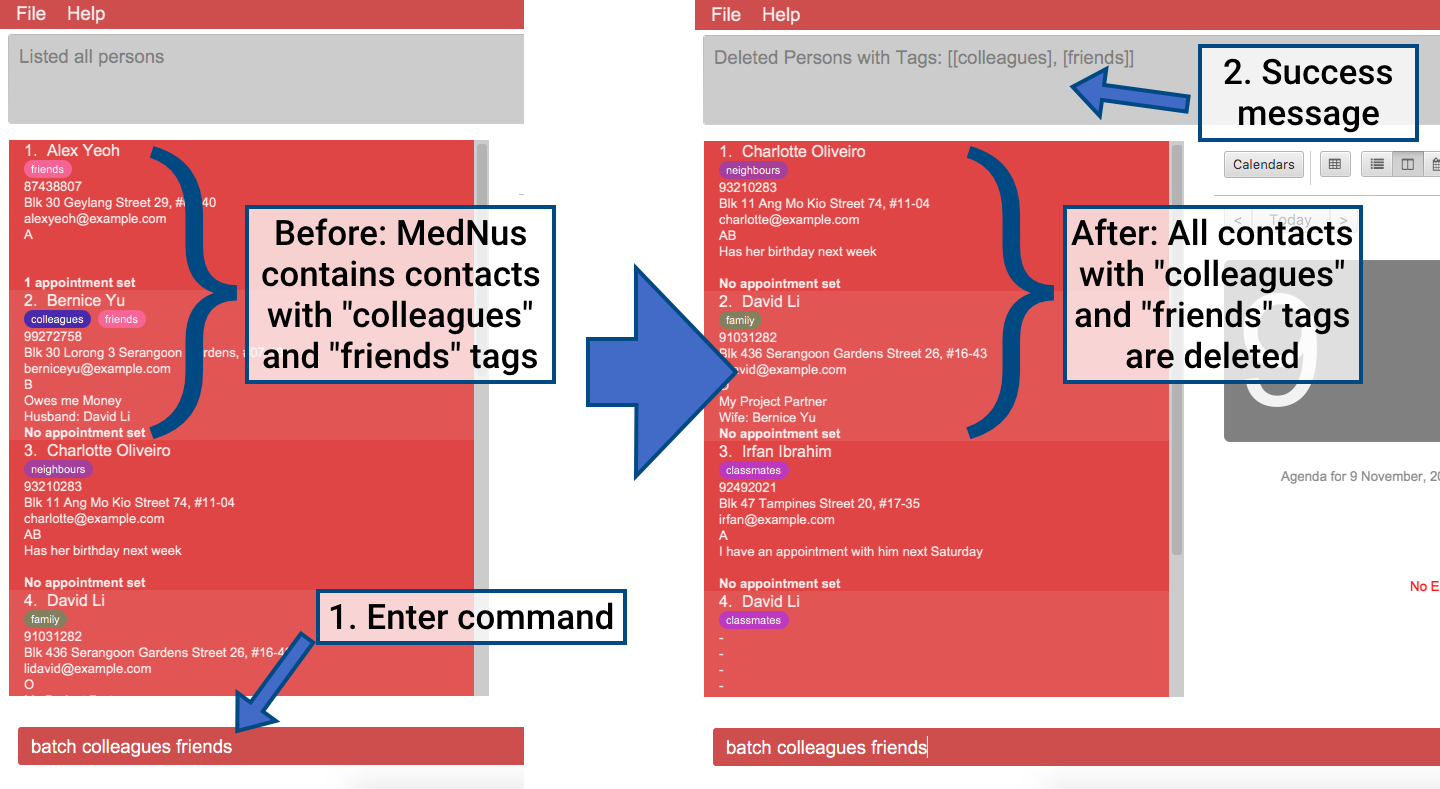 File Help
Listed all persons
1. Alex Yeoh
friends
87438807
Blk 30 Geylang Street 29, 40
alexyeoh@example.com
A
1 appointment set
2. Bernice Yu
colleagues friends
99272758
Blk 30 Lorong 3 Serangoon
berniceyu@example.com
B
Owes me Money
Husband: David Li
No appointment set
3. Charlotte Oliveiro
neighbours
93210283
Blk 11 Ang Mo Kio Street 74, #11-04
charlotte@example.com
AB
Has her birthday next week
No appointment set
4. David Li
family
91031282
Blk 436 Serangoon Gardens Street 26,
lidavid@example.com
O
batch colleagues friends
Before: MedNus
contains contacts
with "colleagues"
and "friends" tags
1. Enter command
File Help
Deleted Persons with Tags: [[colleagues], [friends]]
2. Success
message
1. Charlotte Oliveiro
neighbours
93210283
Blk 11 Ang Mo Kio Street 74, #11-04
charlotte@example.com
AB
Has her birthday next week
No appointment set
2. David Li
family
91031282
Blk 436 Serangoon Gardens Street 26, #16-43
vid@example.com
My Project Partner
Wife: Bernice Yu
No appointment set
3. Irfan Ibrahim
classmates
92492021
Blk 47 Tampines Street 20, #17-35
irfan@example.com
A
I have an appointment with him next Saturday
No appointment set
4. David Li
classmates
-
-
-
-
batch colleagues friends
After: All contacts
with "colleagues"
and "friends" tags
are deleted
Calendars
< Today >
9
Agenda for 9 November, 20
No E